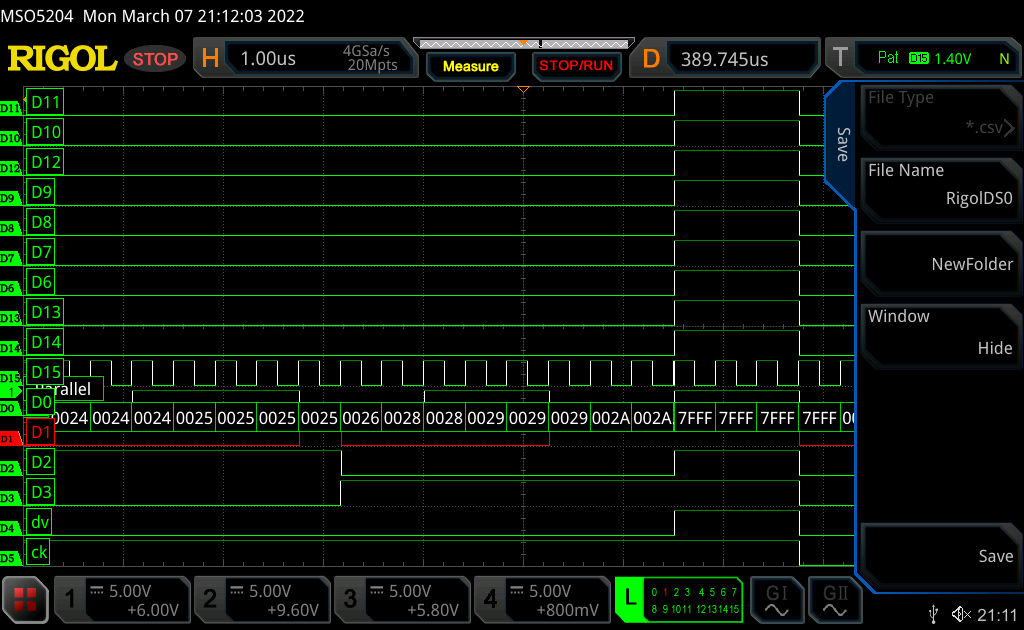 MSO5204 Mon March 07 21:12:03 2022
RIGOL STOP H 1.00us 4GSa/s 20Mpts Measure STOP/RUN D 389.745us T Pat D15 1.40V N
D11 D11
D10 D10
D12 D12
D9 D9
D8 D8
D7 D7
D6 D6
D13 D13
D14 D14
D15 D15
1 rallel
D0 D0
0024 0024 0024 0025 0025 0025 0025 0026 0028 0028 0029 0029 0029 002A 002A 7FFF 7FFF 7FFF 7FFF 00
D1 D1
D2 D2
D3 D3
D4 dv
D5 ck
Save
File Type
*.csv
File Name
RigolDS0
NewFolder
Window
Hide
Save
1 5.00V +6.00V
2 5.00V +9.60V
3 5.00V +5.80V
4 5.00V +800mV
L 0 1 2 3 4 5 6 7
8 9 10 11 12 13 14 15
GI GII
21:11